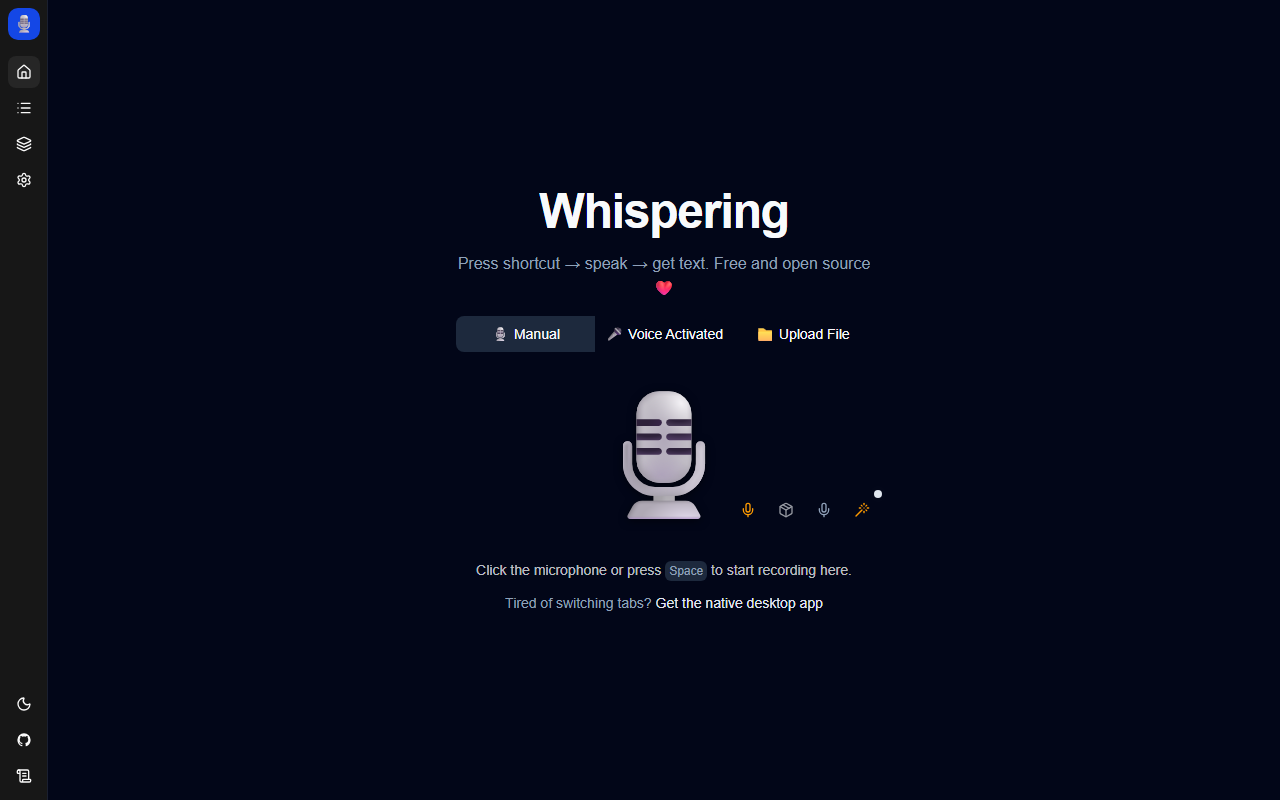 Whispering
Press shortcut → speak → get text. Free and open source
Manual
Voice Activated
Upload File
Click the microphone or press Space to start recording here.
Tired of switching tabs? Get the native desktop app